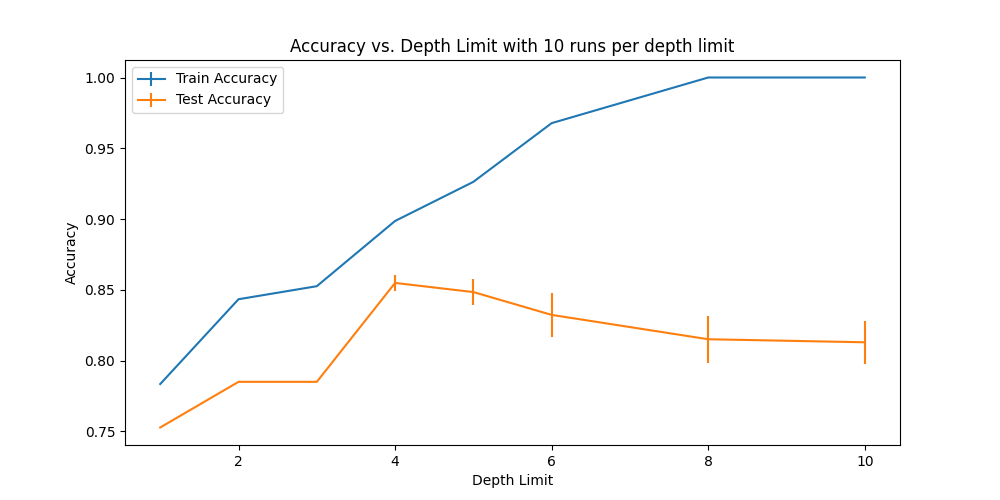 Accuracy vs. Depth Limit with 10 runs per depth limit
Train Accuracy
Test Accuracy
1.00
0.95
0.90
0.85
0.80
0.75
Accuracy
2 4 6 8 10
Depth Limit